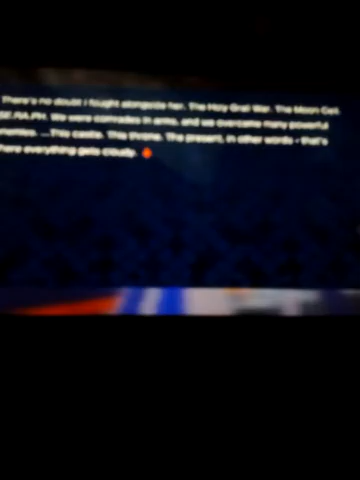 There's no doubt I fought alongside her. The Holy Grail War. The Moon Cell.
SE.RA.PH. We were comrades in arms, and we overcame many powerful
enemies. ...This castle. This throne. The present, in other words - that's
where everything gets cloudy.